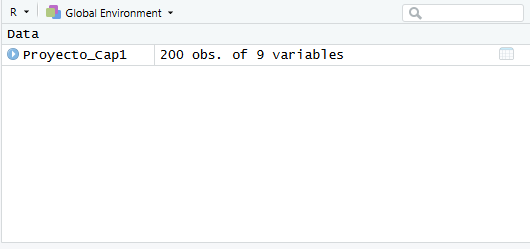 R Global Environment
Data
Proyecto_Cap1 200 obs. of 9 variables